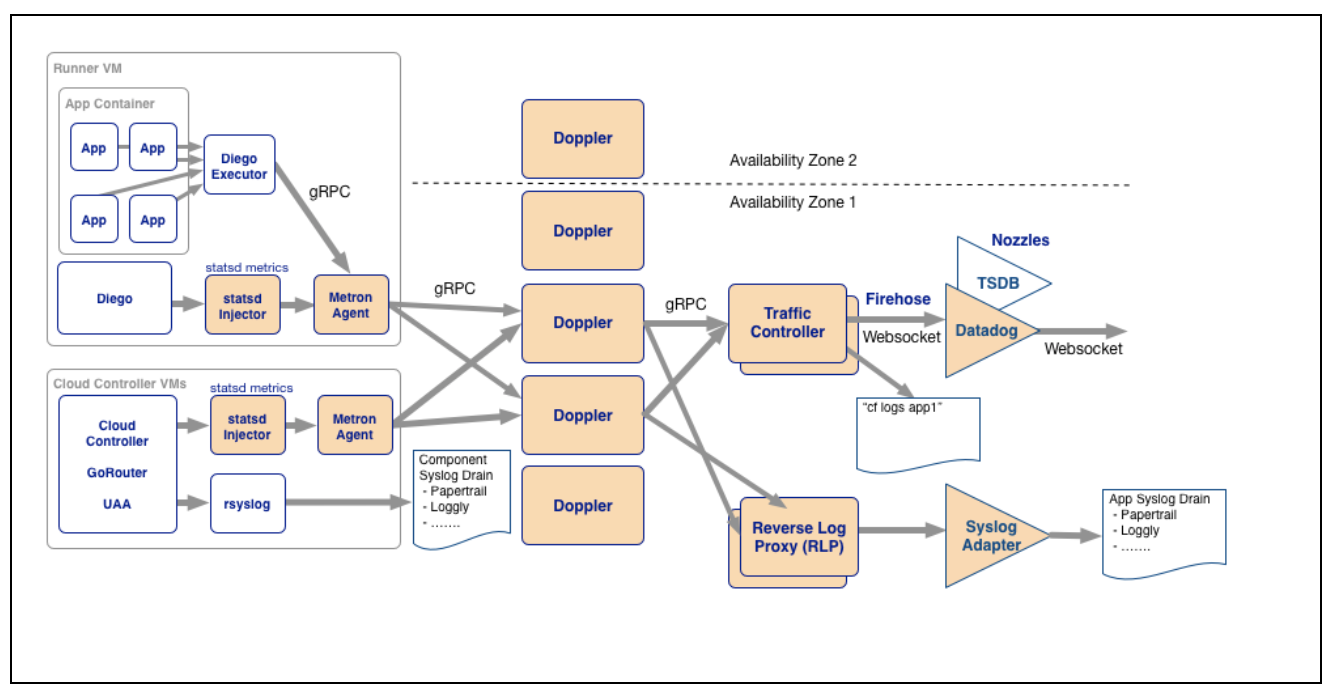 Runner VM
App Container
App
App
Diego
Executor
App
App
gRPC
statsd metrics
Diego
statsd
Injector
Metron
Agent
Cloud Controller VMs
statsd metrics
Cloud
Controller
GoRouter
UAA
statsd
Injector
Metron
Agent
rsyslog
Component
Syslog Drain
- Papertrail
- Loggly
- .......
gRPC
Doppler
Doppler
Doppler
Doppler
Doppler
Availability Zone 2
Availability Zone 1
gRPC
Traffic
Controller
Firehose
Websocket
Nozzles
TSDB
Datadog
Websocket
“cf logs app1”
Reverse Log
Proxy (RLP)
Syslog
Adapter
App Syslog Drain
- Papertrail
- Loggly
- .......